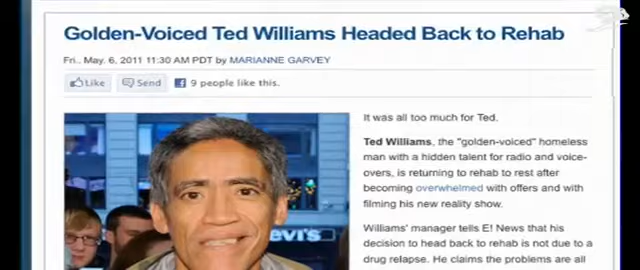 Golden-Voiced Ted Williams Headed Back to Rehab
Fri., May. 6, 2011 11:30 AM PDT by MARIANNE GARVEY
Like Send 9 people like this.
It was all too much for Ted.
Ted Williams, the "golden-voiced" homeless
man with a hidden talent for radio and voice-
overs, is returning to rehab to rest after
becoming overwhelmed with offers and with
filming his new reality show.
Williams' manager tells E! News that his
decision to head back to rehab is not due to a
drug relapse. He claims the problems are all
evi's